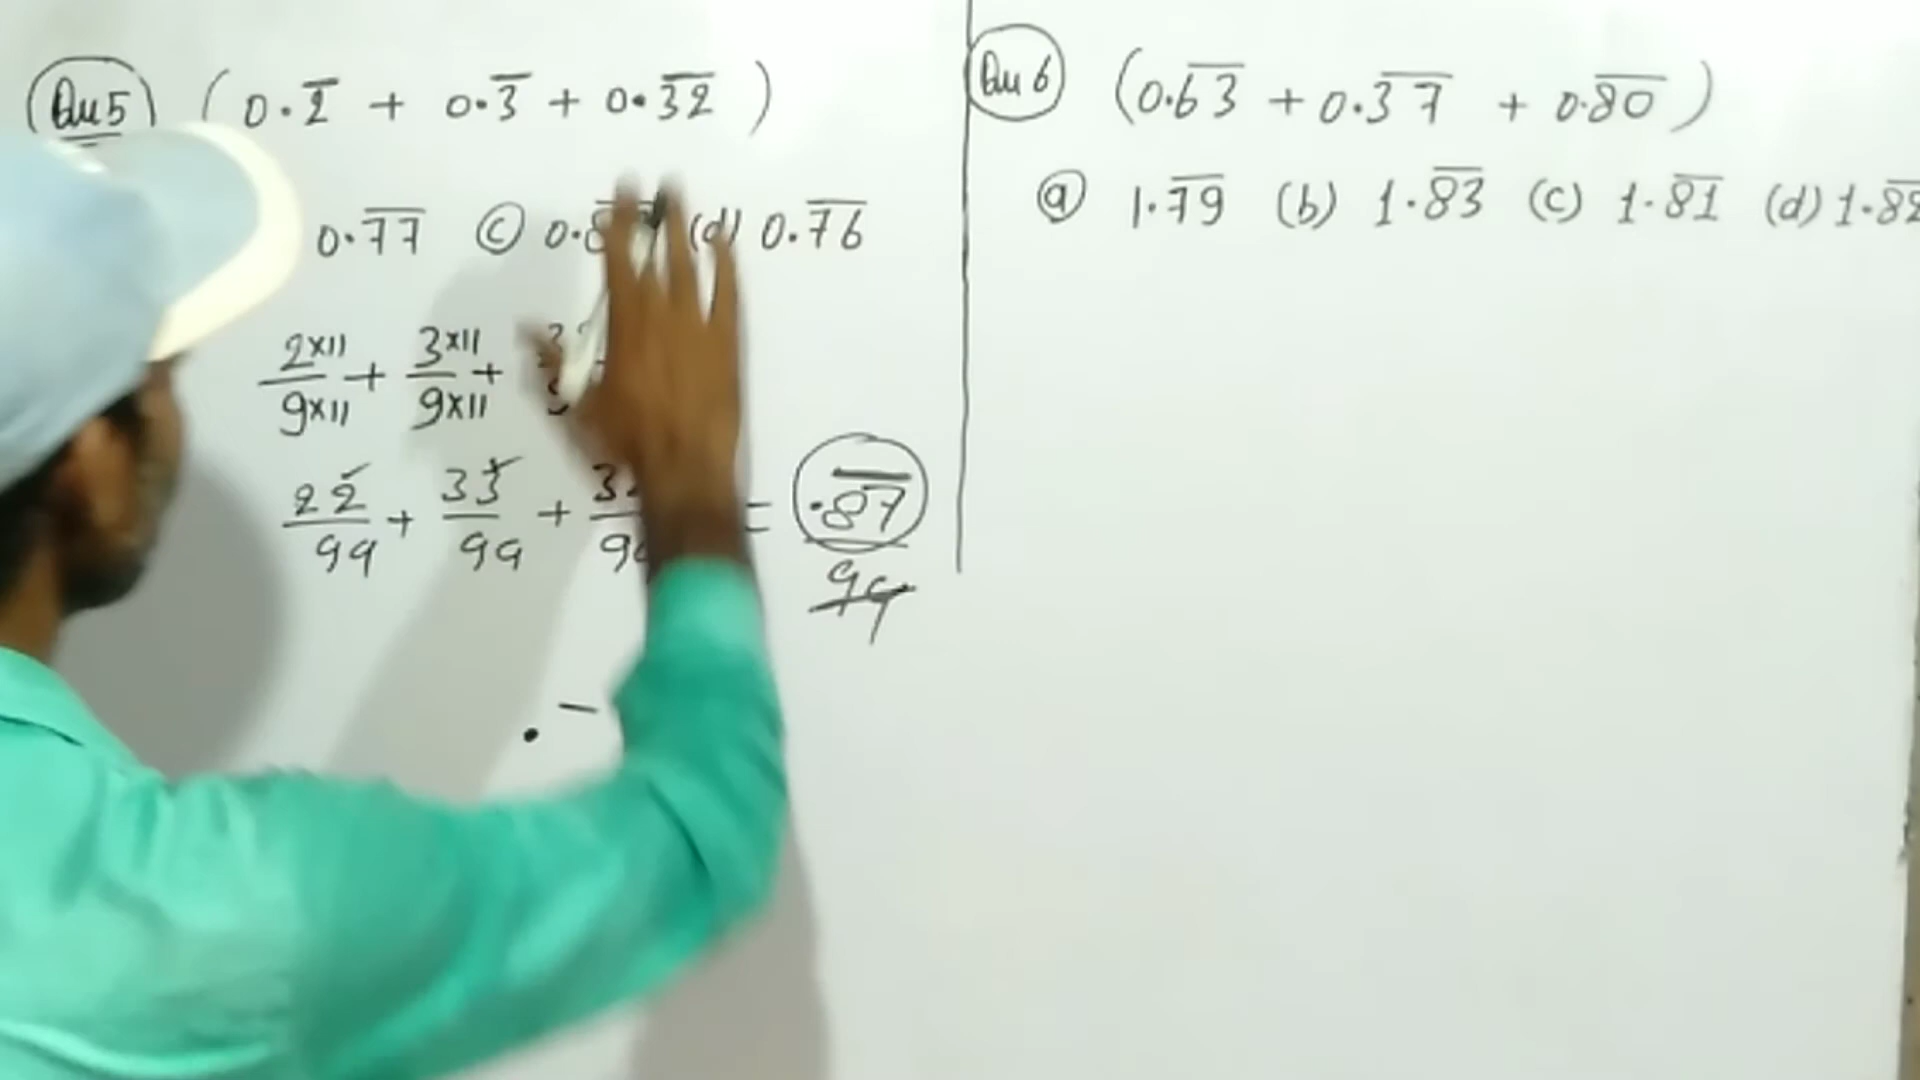 Qu 5 ( 0.2̅ + 0.3̅ + 0.3̅2̅ )
0.7̅7̅ (c) 0.8̅ (d) 0.7̅6̅
2×11/9×11 + 3×11/9×11 +
22/99 + 33/99 + 3 = .8̅7̅/99
Qu 6 (0.6̅3̅ + 0.3̅7̅ + 0.8̅0̅)
(a) 1.7̅9̅ (b) 1.8̅3̅ (c) 1.8̅1̅ (d) 1.8̅2̅